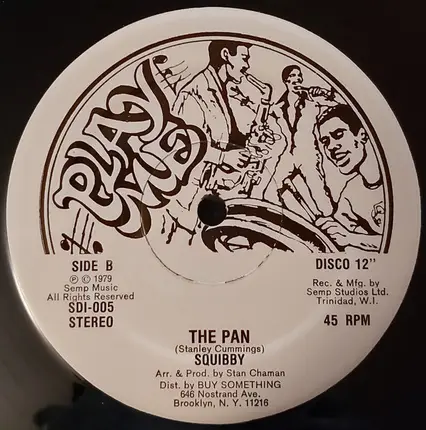 PLAY
ME
SIDE B
℗ © 1979
Semp Music
All Rights Reserved
SDI-005
STEREO
DISCO 12"
Rec. & Mfg. by
Semp Studios Ltd.
Trinidad, W.I.
45 RPM
THE PAN
(Stanley Cummings)
SQUIBBY
Arr. & Prod. by Stan Chaman
Dist. by BUY SOMETHING
646 Nostrand Ave.
Brooklyn, N. Y. 11216